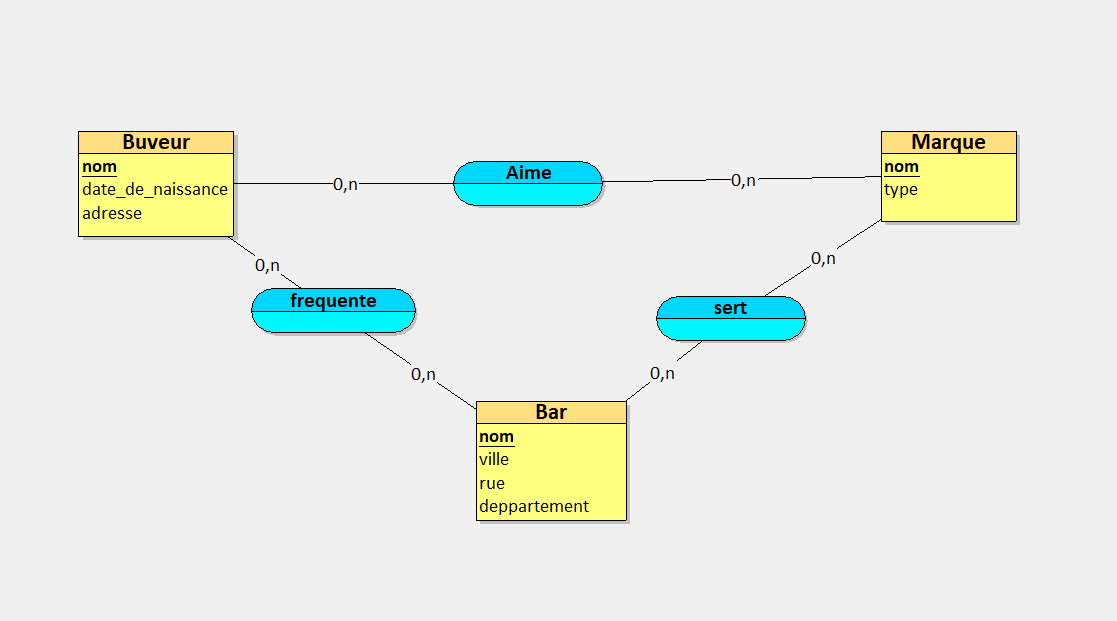 Buveur
nom
date_de_naissance
adresse
0,n
Aime
0,n
Marque
nom
type
0,n
frequente
0,n
0,n
sert
0,n
Bar
nom
ville
rue
deppartement